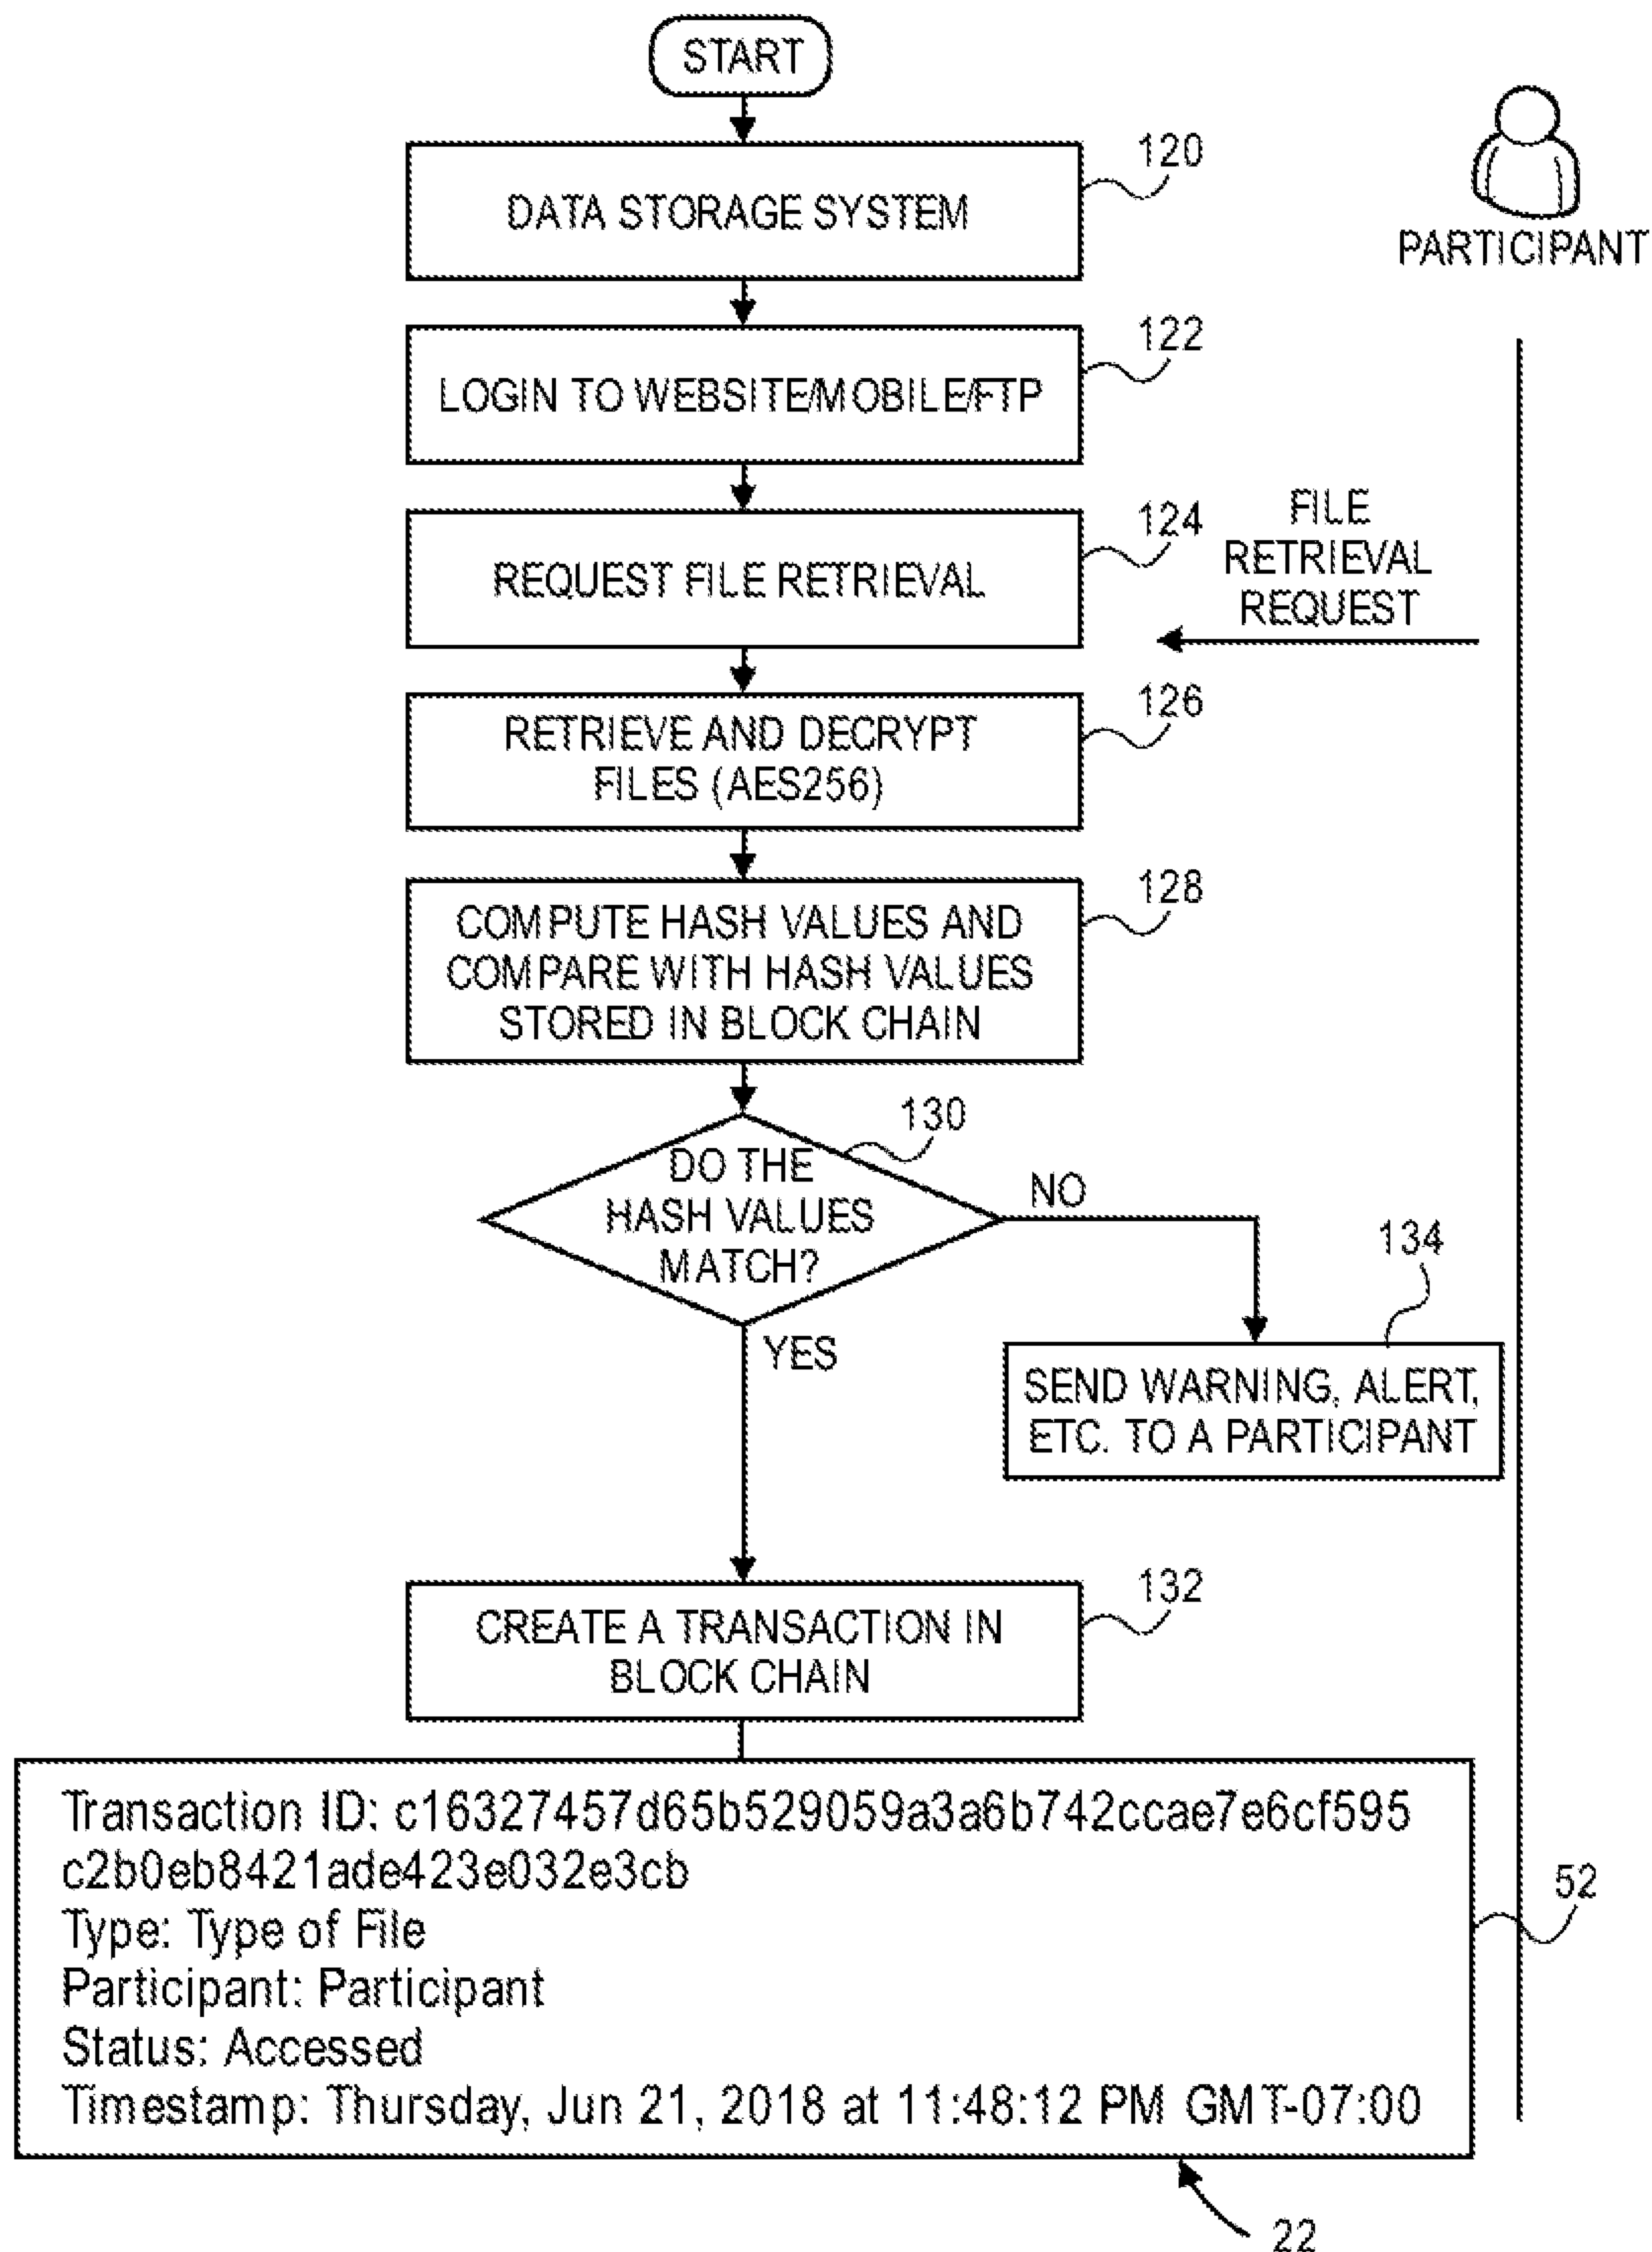 START
120
DATA STORAGE SYSTEM
PARTICIPANT
122
LOGIN TO WEBSITE/MOBILE/FTP
124
REQUEST FILE RETRIEVAL
FILE
RETRIEVAL
REQUEST
126
RETRIEVE AND DECRYPT
FILES (AES256)
128
COMPUTE HASH VALUES AND
COMPARE WITH HASH VALUES
STORED IN BLOCK CHAIN
130
DO THE
HASH VALUES
MATCH?
NO
YES
134
SEND WARNING, ALERT,
ETC. TO A PARTICIPANT
132
CREATE A TRANSACTION IN
BLOCK CHAIN
Transaction ID: c16327457d65b529059a3a6b742ccae7e6cf595
c2b0eb8421ade423e032e3cb
Type: Type of File
Participant: Participant
Status: Accessed
Timestamp: Thursday, Jun 21, 2018 at 11:48:12 PM GMT-07:00
52
22